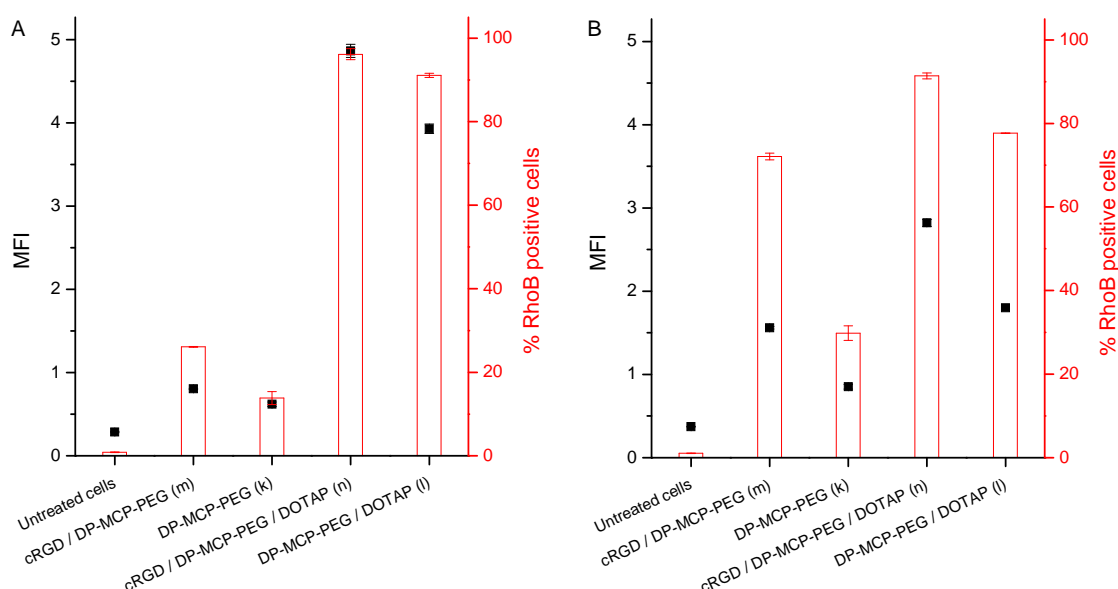 A
5
4
3
2
1
0
MFI
100
80
60
40
20
0
% RhoB positive cells
Untreated cells
cRGD / DP-MCP-PEG (m)
DP-MCP-PEG (k)
cRGD / DP-MCP-PEG / DOTAP (n)
DP-MCP-PEG / DOTAP (l)
B
5
4
3
2
1
0
MFI
100
80
60
40
20
0
% RhoB positive cells
Untreated cells
cRGD / DP-MCP-PEG (m)
DP-MCP-PEG (k)
cRGD / DP-MCP-PEG / DOTAP (n)
DP-MCP-PEG / DOTAP (l)